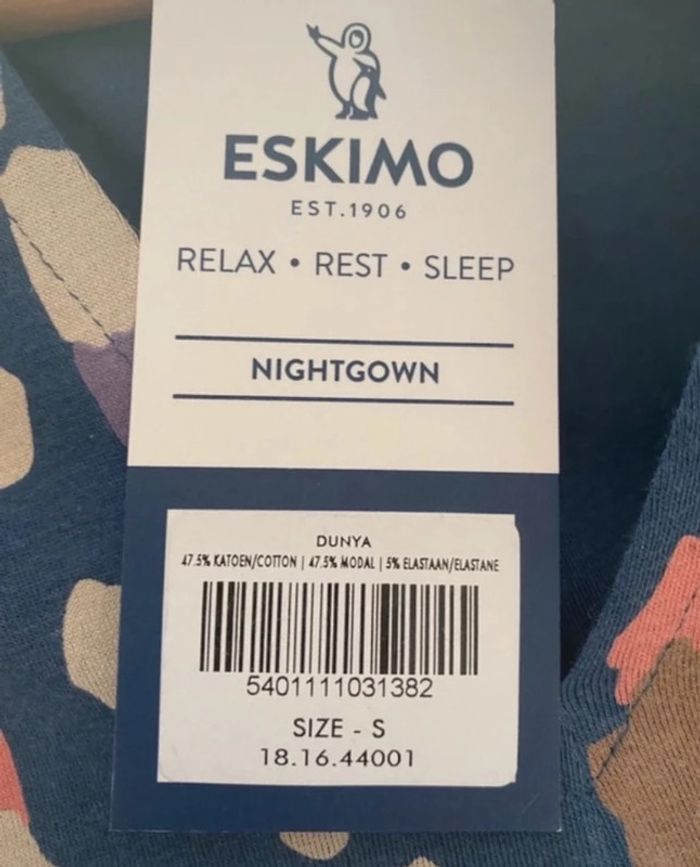 ESKIMO
EST.1906
RELAX • REST • SLEEP
NIGHTGOWN
DUNYA
47.5% KATOEN/COTTON | 47.5% MODAL | 5% ELASTAAN/ELASTANE
5401111031382
SIZE - S
18.16.44001